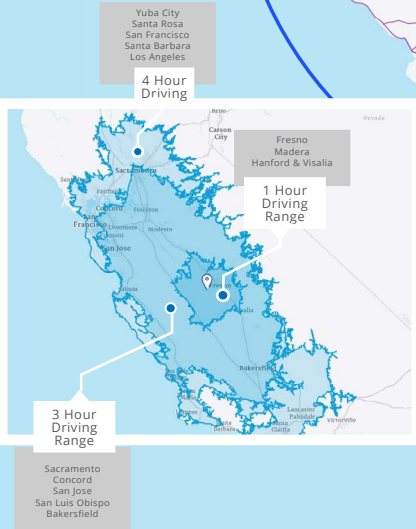 Yuba City
Santa Rosa
San Francisco
Santa Barbara
Los Angeles
4 Hour
Driving
Nevada
Carson
City
Fresno
Madera
Hanford & Visalia
1 Hour
Driving
Range
Sacramento
Fairfield
Concord
Stockton
San
Francisco
Livermore
Modesto
San Jose
Salinas
Fresno
Bakersfield
Lancaster
Palmdale
Victorville
Santa
Barbara
Santa
Clarita
3 Hour
Driving
Range
Sacramento
Concord
San Jose
San Luis Obispo
Bakersfield